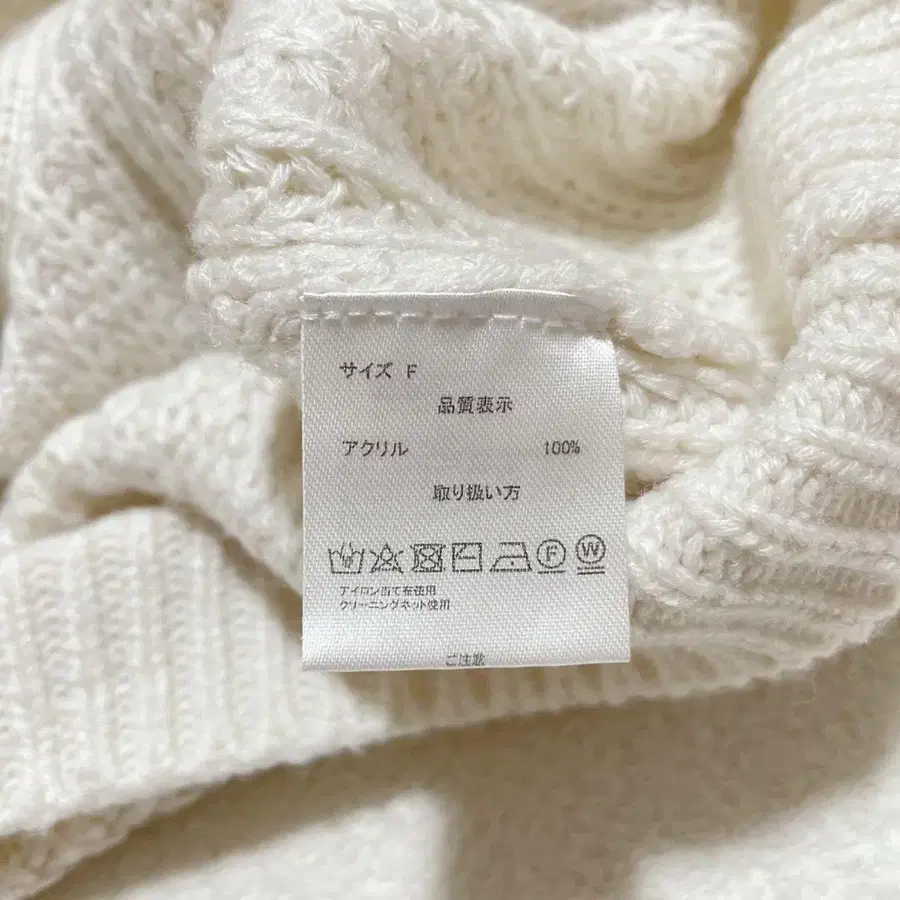 サイズ F
品質表示
アクリル 100%
取り扱い方
F W
アイロン当て布使用
クリーニングネット使用
ご注意